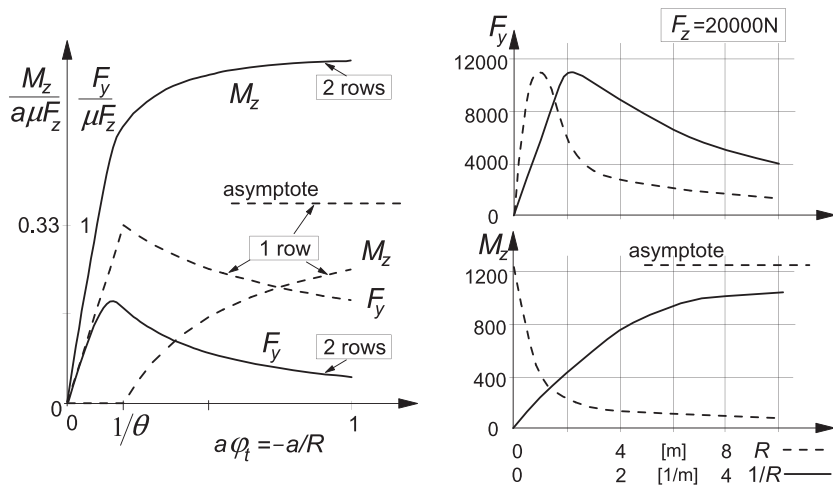 M_z / aμF_z
F_y / μF_z
2 rows
M_z
asymptote
0.33
1
1 row
M_z
F_y
F_y
2 rows
0
0
1/θ
1
aφ_t = −a/R
F_y
F_z = 20000N
12000
8000
4000
0
M_z
asymptote
1200
800
400
0
0 4 [m] 8 R
0 2 [1/m] 4 1/R